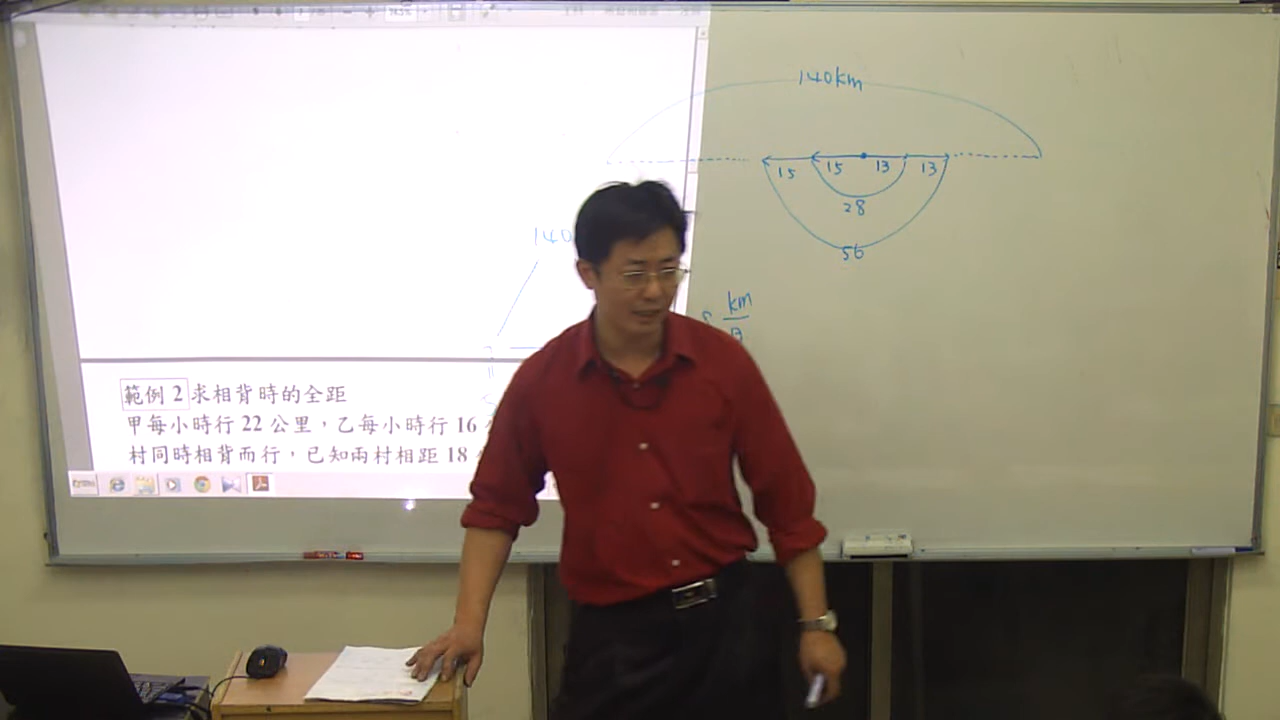 140km
15 15 13 13
28
56
140
km
範例 2 求相背時的全距
甲每小時行 22 公里，乙每小時行 16
村同時相背而行，已知兩村相距 18